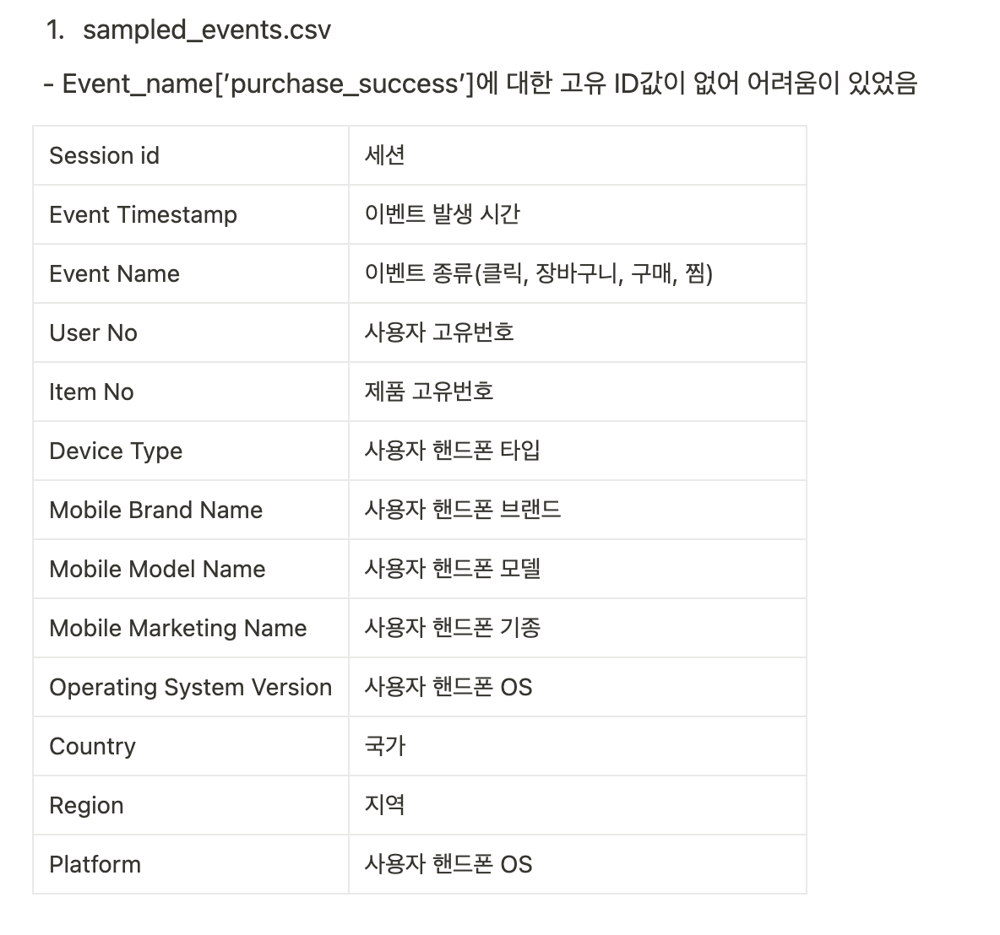 1. sampled_events.csv
- Event_name['purchase_success']에 대한 고유 ID값이 없어 어려움이 있었음
Session id 세션
Event Timestamp 이벤트 발생 시간
Event Name 이벤트 종류(클릭, 장바구니, 구매, 찜)
User No 사용자 고유번호
Item No 제품 고유번호
Device Type 사용자 핸드폰 타입
Mobile Brand Name 사용자 핸드폰 브랜드
Mobile Model Name 사용자 핸드폰 모델
Mobile Marketing Name 사용자 핸드폰 기종
Operating System Version 사용자 핸드폰 OS
Country 국가
Region 지역
Platform 사용자 핸드폰 OS